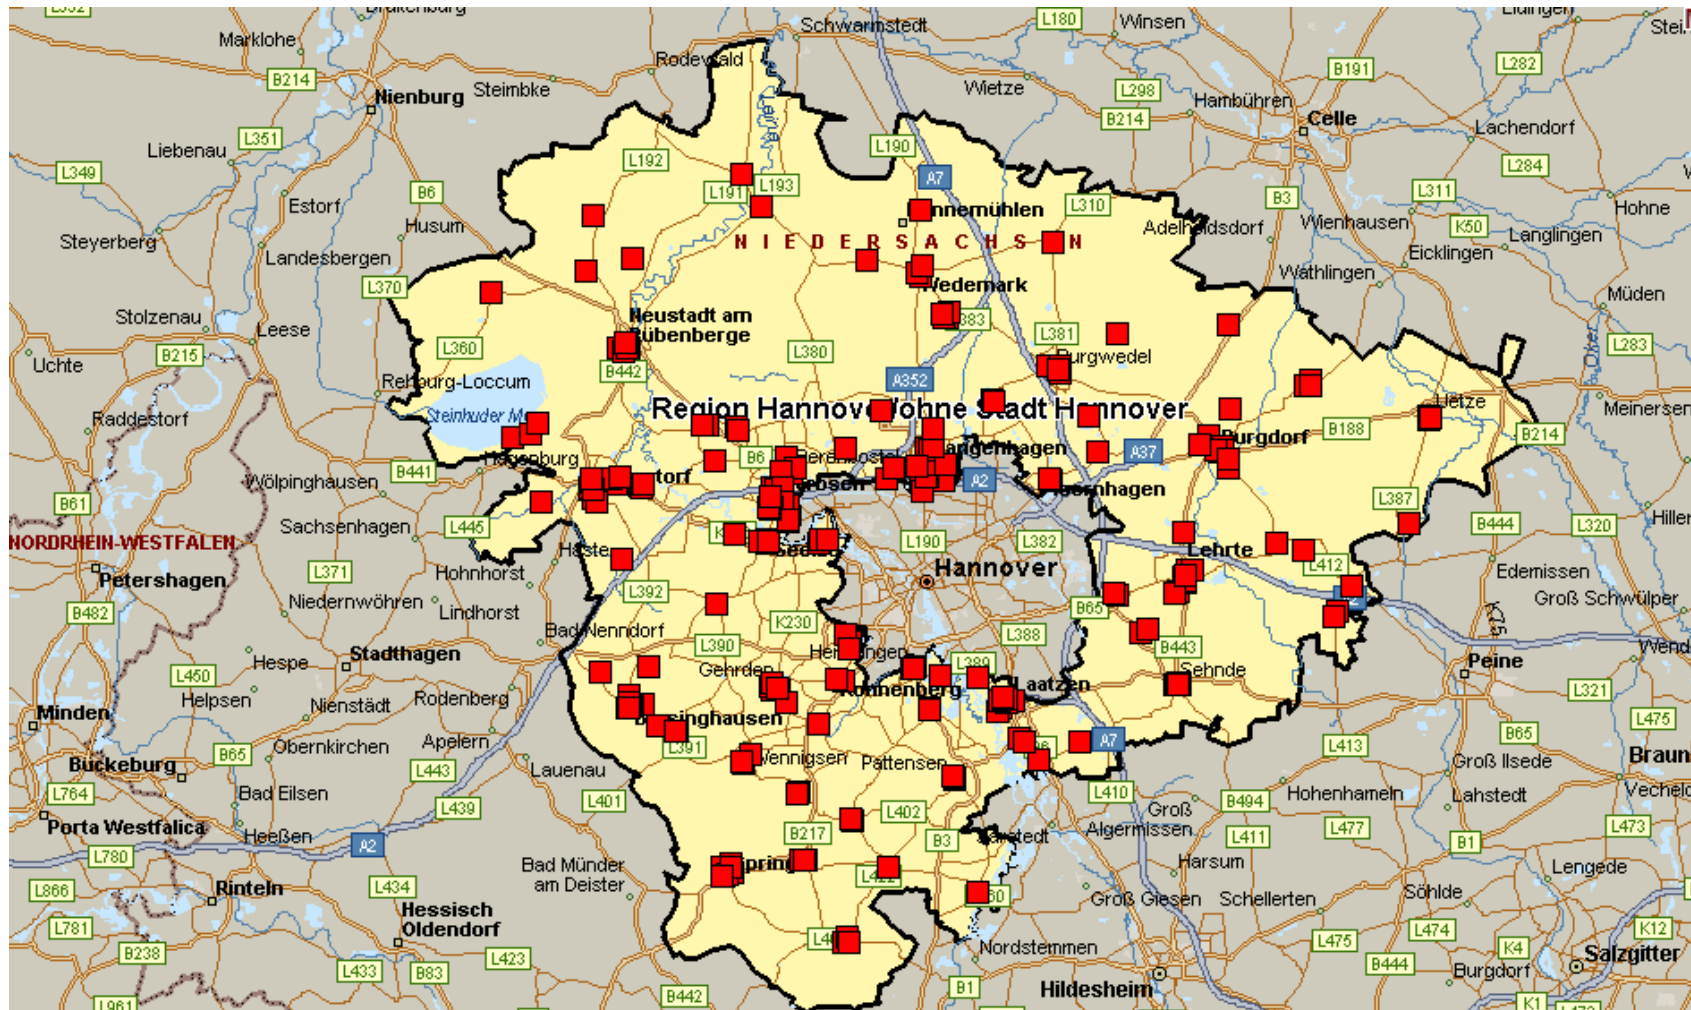 Schwarmstedt
L180
Winsen
Marklohe
B214
Steimbke
Nienburg
Wietze
L298
B214
B191
L282
Hambühren
Celle
Lachendorf
L351
Liebenau
L349
L192
L190
L284
Estorf
B6
L191
L193
A7
L310
B3
L311
Hohne
Husum
Steyerberg
Adelheidsdorf
Wienhausen
K50
Langlingen
NIEDERSACHSEN
Landesbergen
L370
Wedemark
Wathlingen
Eicklingen
Müden
Stolzenau
Leese
Neustadt am
Rübenberge
L383
L381
L360
L380
B215
Uchte
B442
Burgwedel
L283
Rehburg-Loccum
A352
Raddestorf
Region Hannover/ohne Stadt Hannover
Uetze
Meinersen
B188
B214
Burgdorf
Langenhagen
A37
Hagenburg
B441
B6
Wölpinghausen
A2
B61
L387
Sachsenhagen
L445
B444
L320
NORDRHEIN-WESTFALEN
L190
L382
Lehrte
Haste
L371
Hohnhorst
Hannover
L412
Edemissen
Petershagen
L392
B65
Groß Schwülper
B482
Niedernwöhren
Lindhorst
K230
K75
L388
Bad Nenndorf
L390
B443
Hespe
Stadthagen
Gehrden
L389
Sehnde
Peine
L450
Helpsen
Rodenberg
Ronnenberg
Laatzen
L321
Nienstädt
Minden
L475
Apelern
B65
Obernkirchen
L391
A7
L413
Bückeburg
L443
Lauenau
Wennigsen
Pattensen
Groß Ilsede
L764
Bad Eilsen
L439
L401
L402
L410
Groß
Algermissen
B494
Hohenhameln
Lahstedt
Porta Westfalica
Heeßen
B217
B3
L411
L477
L473
A2
B1
L780
Bad Münder
am Deister
Harsum
Lengede
L866
Rinteln
L434
Groß Giesen
Schellerten
Söhlde
Hessisch
Oldendorf
L781
L474
K12
B238
L423
Nordstemmen
L475
K4
Salzgitter
L433
B83
B444
Burgdorf
B442
B1
Hildesheim
L961
K1